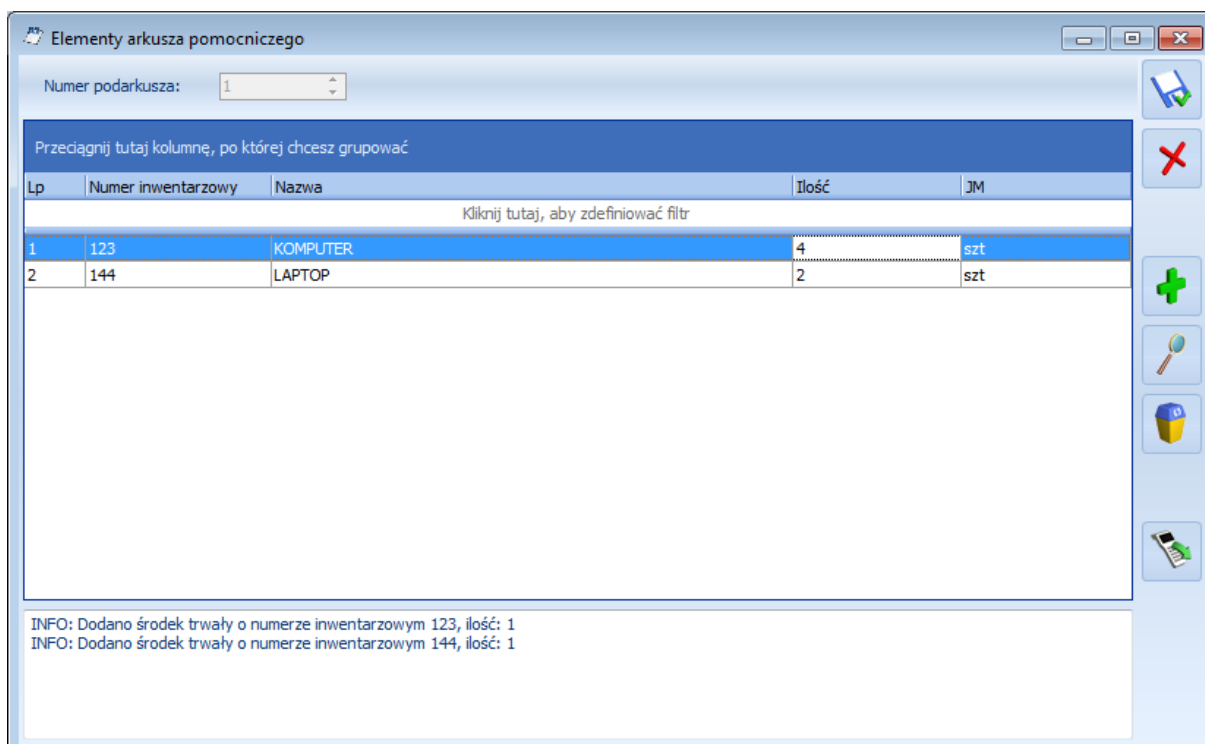 Elementy arkusza pomocniczego
Numer podarkusza: 1
Przeciągnij tutaj kolumnę, po której chcesz grupować
Lp Numer inwentarzowy Nazwa Ilość JM
Kliknij tutaj, aby zdefiniować filtr
1 123 KOMPUTER 4 szt
2 144 LAPTOP 2 szt
INFO: Dodano środek trwały o numerze inwentarzowym 123, ilość: 1
INFO: Dodano środek trwały o numerze inwentarzowym 144, ilość: 1